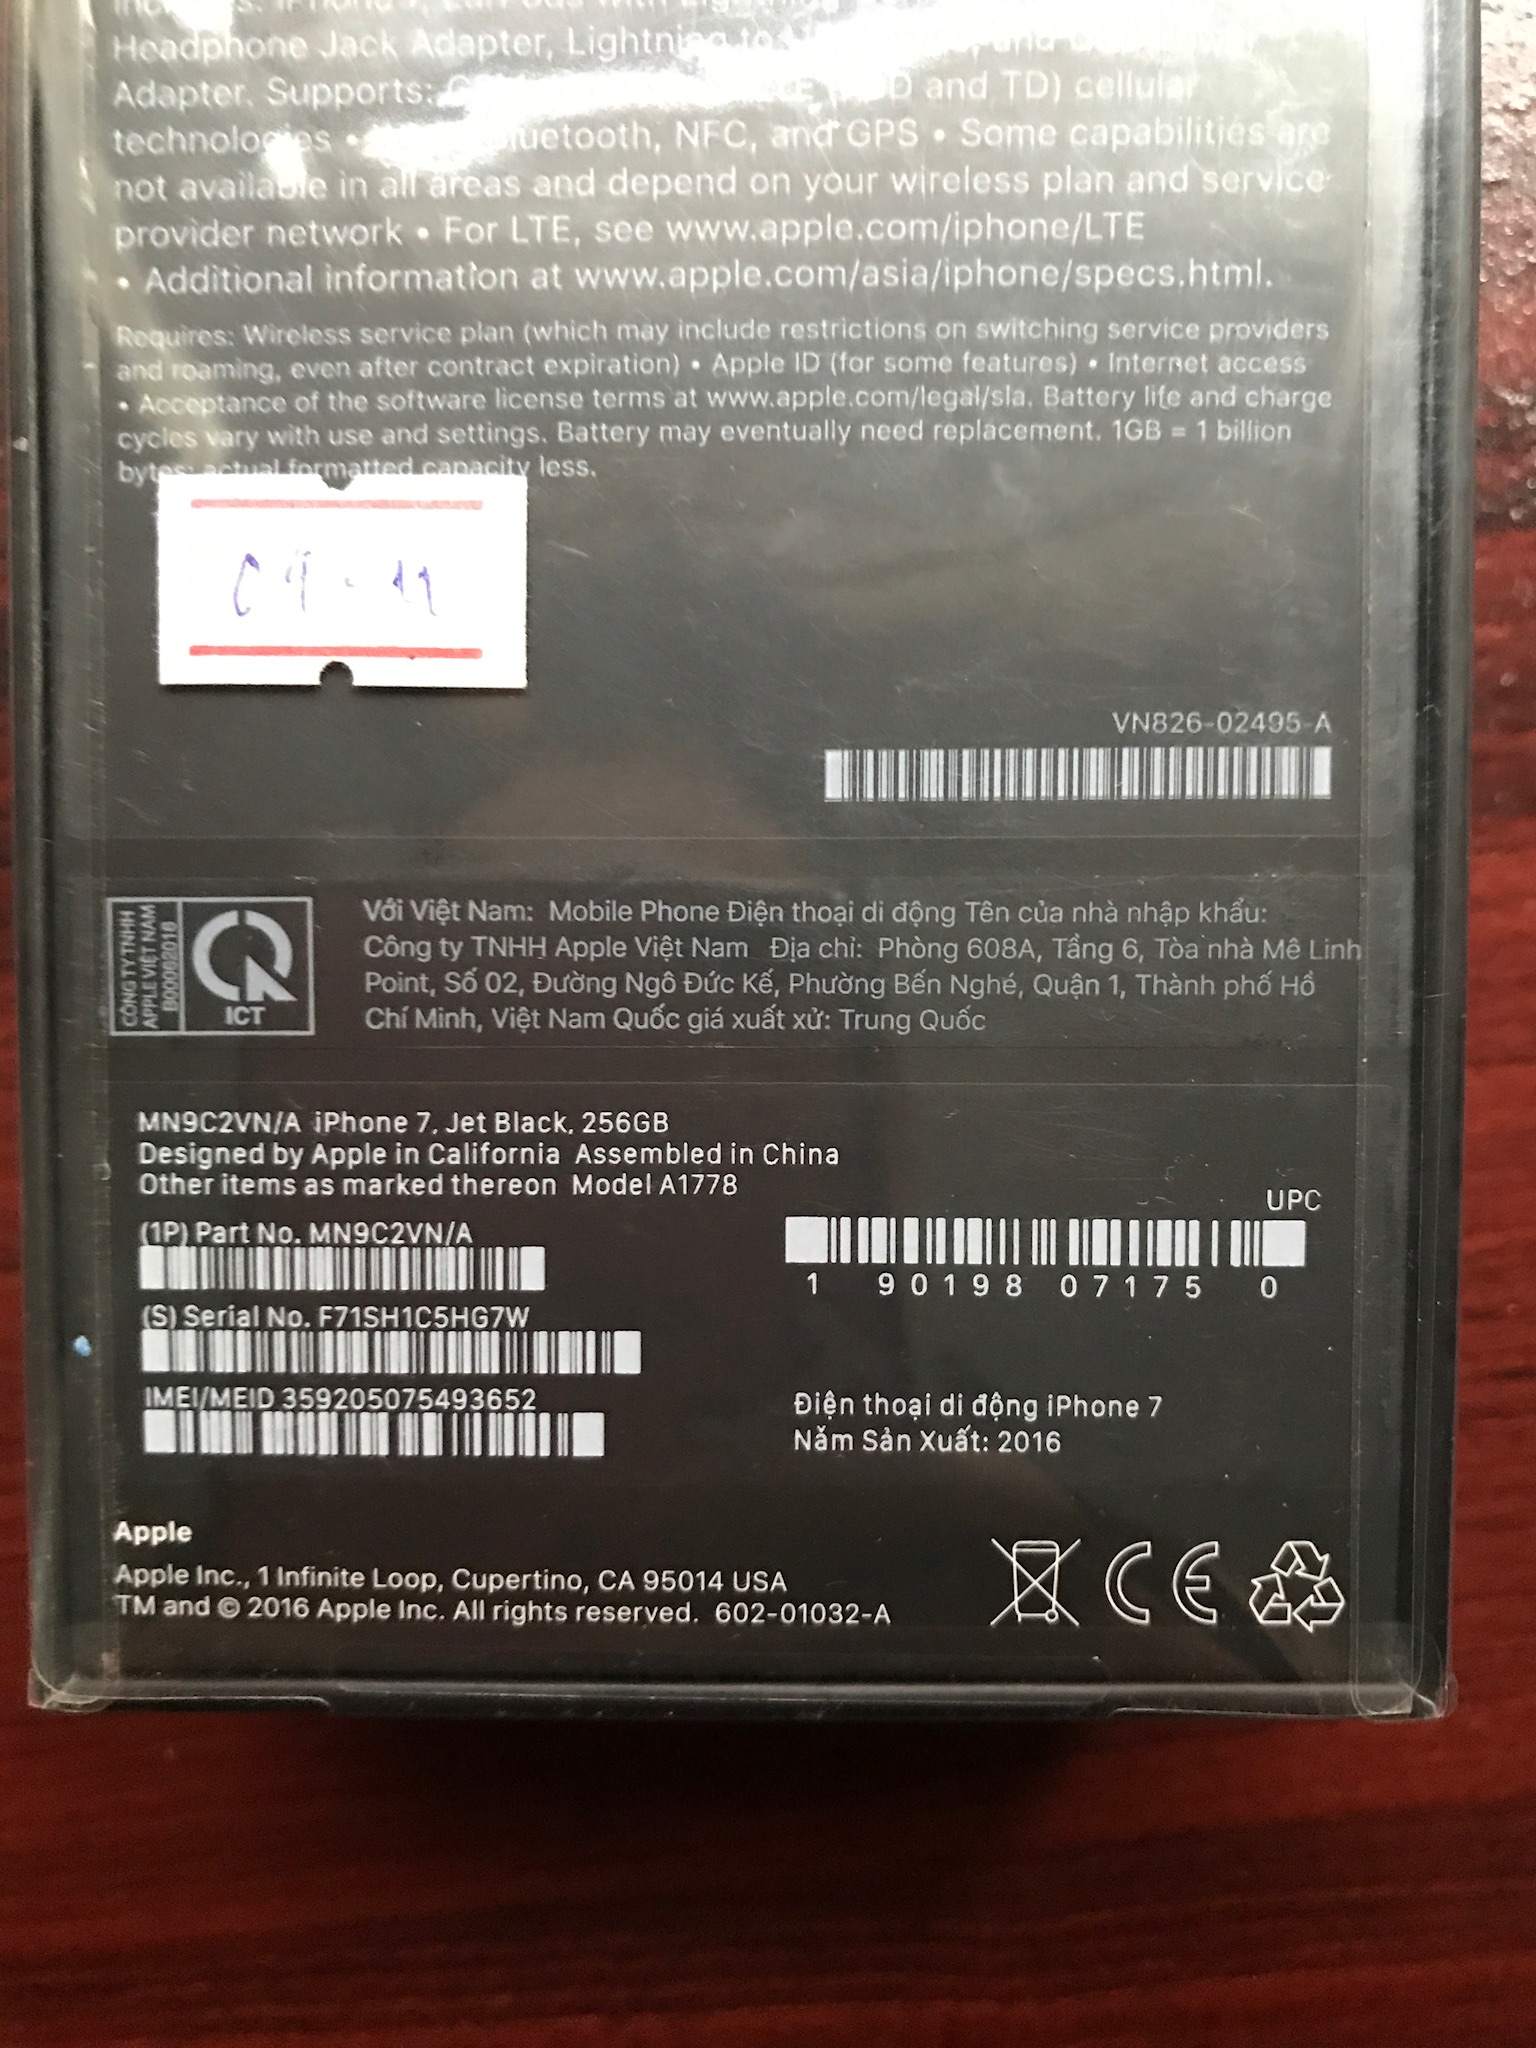 Headphone Jack Adapter, Lightning to and
Adapter. Supports: and TD) cellular
technologies • Bluetooth, NFC, and GPS • Some capabilities are
not available in all areas and depend on your wireless plan and service
provider network • For LTE, see www.apple.com/iphone/LTE
• Additional information at www.apple.com/asia/iphone/specs.html.
Requires: Wireless service plan (which may include restrictions on switching service providers
and roaming, even after contract expiration) • Apple ID (for some features) • Internet access
• Acceptance of the software license terms at www.apple.com/legal/sla. Battery life and charge
cycles vary with use and settings. Battery may eventually need replacement. 1GB = 1 billion
bytes; actual formatted capacity less.
VN826-02495-A
CÔNG TY TNHH
APPLE VIỆT NAM
B00062018
ICT
Với Việt Nam: Mobile Phone Điện thoại di động Tên của nhà nhập khẩu:
Công ty TNHH Apple Việt Nam Địa chỉ: Phòng 608A, Tầng 6, Tòa nhà Mê Linh
Point, Số 02, Đường Ngô Đức Kế, Phường Bến Nghé, Quận 1, Thành phố Hồ
Chí Minh, Việt Nam Quốc giá xuất xứ: Trung Quốc
MN9C2VN/A iPhone 7, Jet Black, 256GB
Designed by Apple in California Assembled in China
Other items as marked thereon Model A1778
(1P) Part No. MN9C2VN/A
(S) Serial No. F71SH1C5HG7W
IMEI/MEID 359205075493652
UPC
1 90198 07175 0
Điện thoại di động iPhone 7
Năm Sản Xuất: 2016
Apple
Apple Inc., 1 Infinite Loop, Cupertino, CA 95014 USA
TM and © 2016 Apple Inc. All rights reserved. 602-01032-A
CE